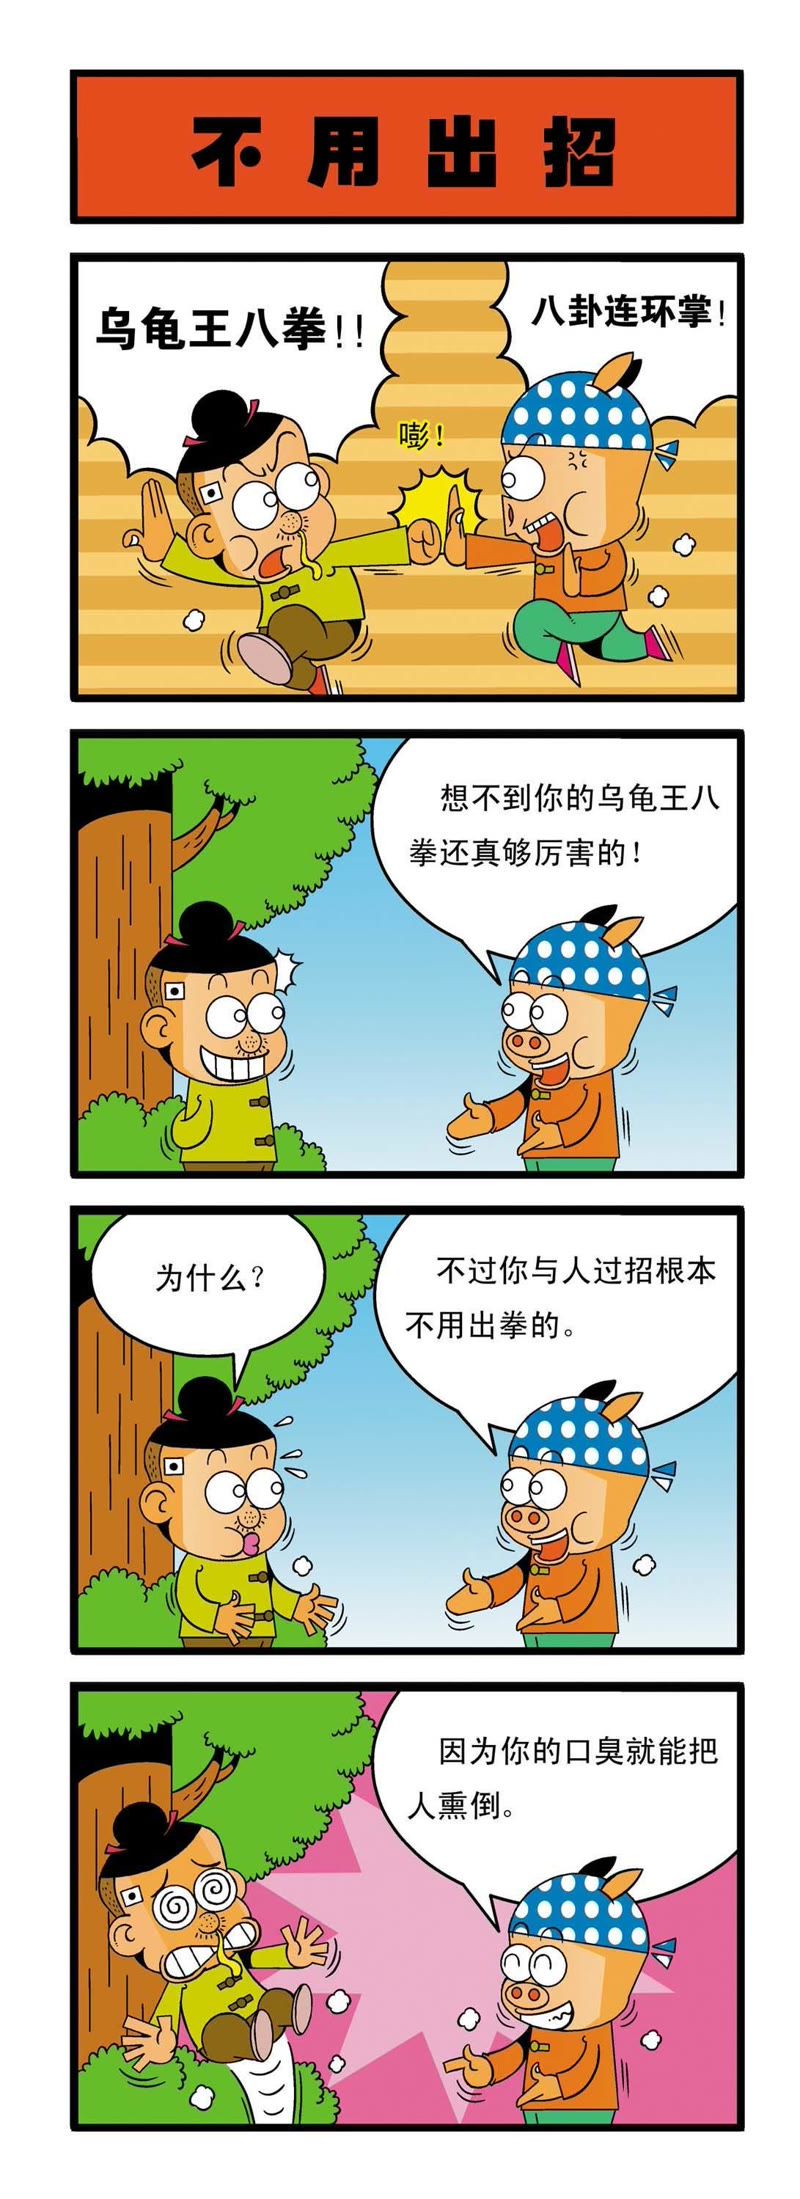 不用出招
乌龟王八拳!!
八卦连环掌!
嘭!
想不到你的乌龟王八
拳还真够厉害的!
为什么?
不过你与人过招根本
不用出拳的。
因为你的口臭就能把
人熏倒。